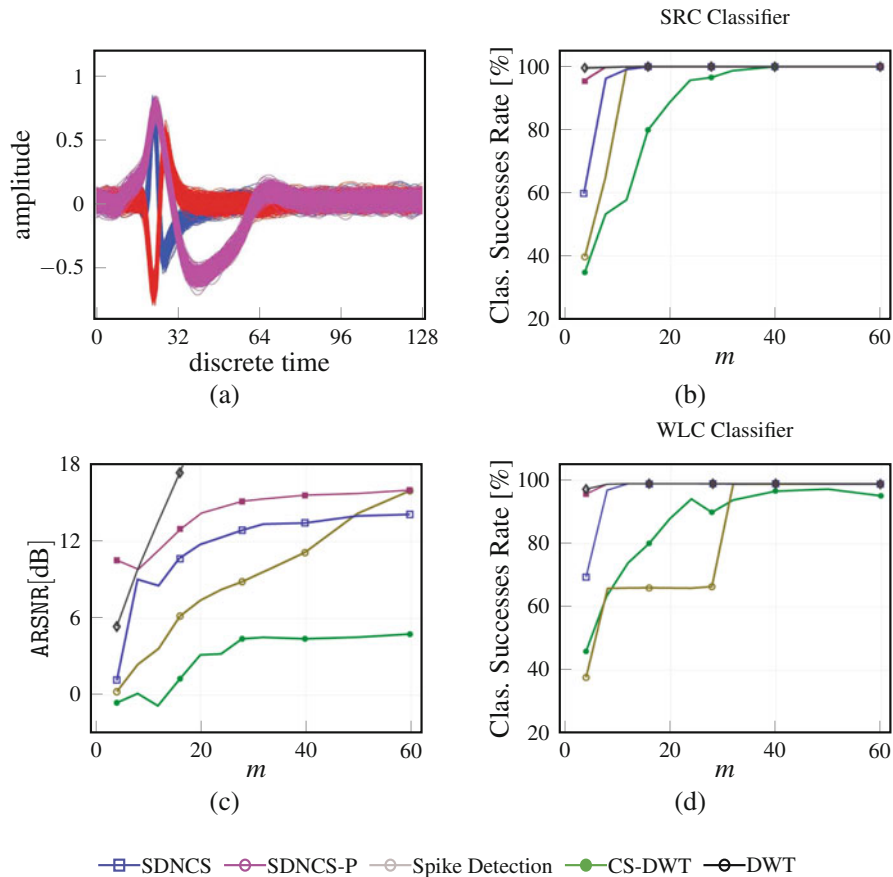 SRC Classifier
1
0.5
0
−0.5
amplitude
0 32 64 96 128
discrete time
(a)
100
80
60
40
20
Clas. Successes Rate [%]
0 20 40 60
m
(b)
WLC Classifier
18
12
6
0
ARSNR[dB]
0 20 40 60
m
(c)
100
80
60
40
20
Clas. Successes Rate [%]
0 20 40 60
m
(d)
SDNCS SDNCS-P Spike Detection CS-DWT DWT